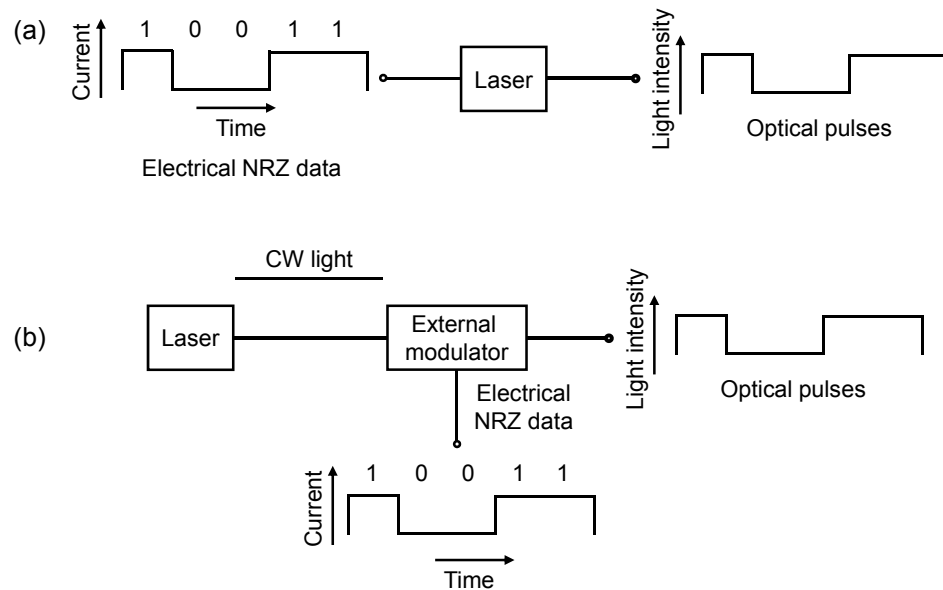 (a)
Current
1 0 0 1 1
Time
Electrical NRZ data
Laser
Light intensity
Optical pulses
(b)
CW light
Laser
External
modulator
Electrical
NRZ data
Current
1 0 0 1 1
Time
Light intensity
Optical pulses